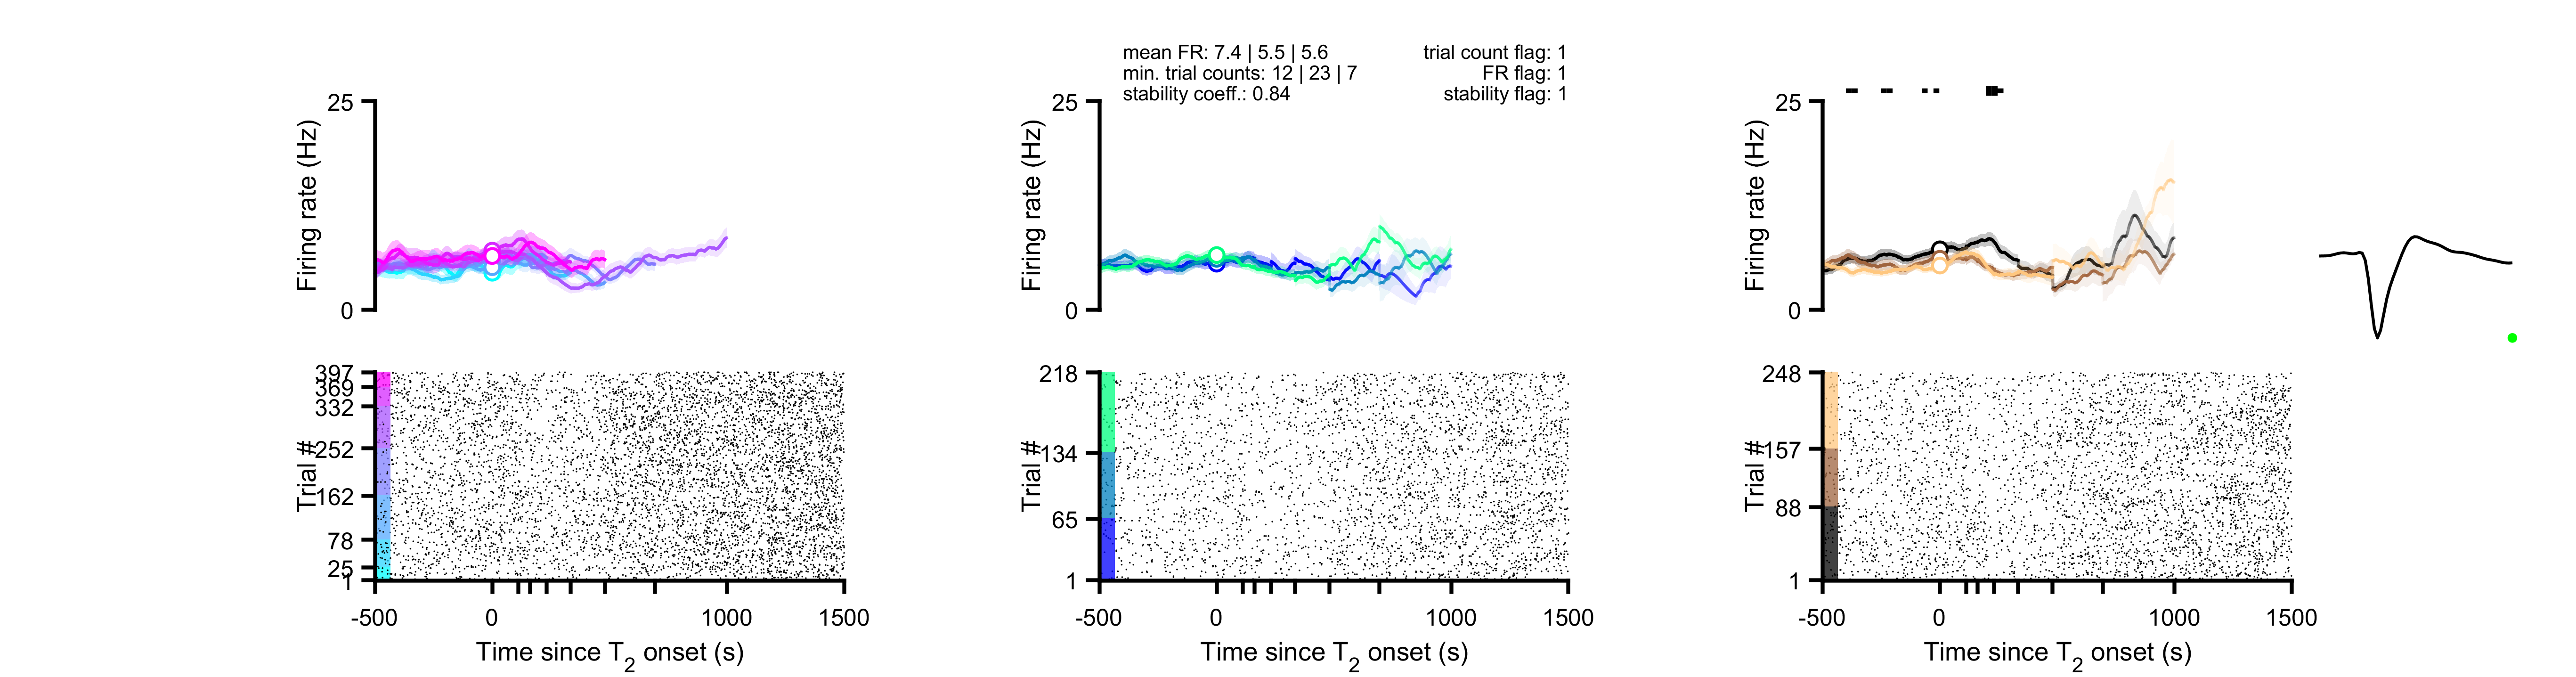 mean FR: 7.4 | 5.5 | 5.6
min. trial counts: 12 | 23 | 7
stability coeff.: 0.84
trial count flag: 1
FR flag: 1
stability flag: 1
25
0
Firing rate (Hz)
25
0
Firing rate (Hz)
25
0
Firing rate (Hz)
397
369
332
252
162
78
25
1
Trial #
-500
0
1000
1500
Time since T2 onset (s)
218
134
65
1
Trial #
-500
0
1000
1500
Time since T2 onset (s)
248
157
88
1
Trial #
-500
0
1000
1500
Time since T2 onset (s)